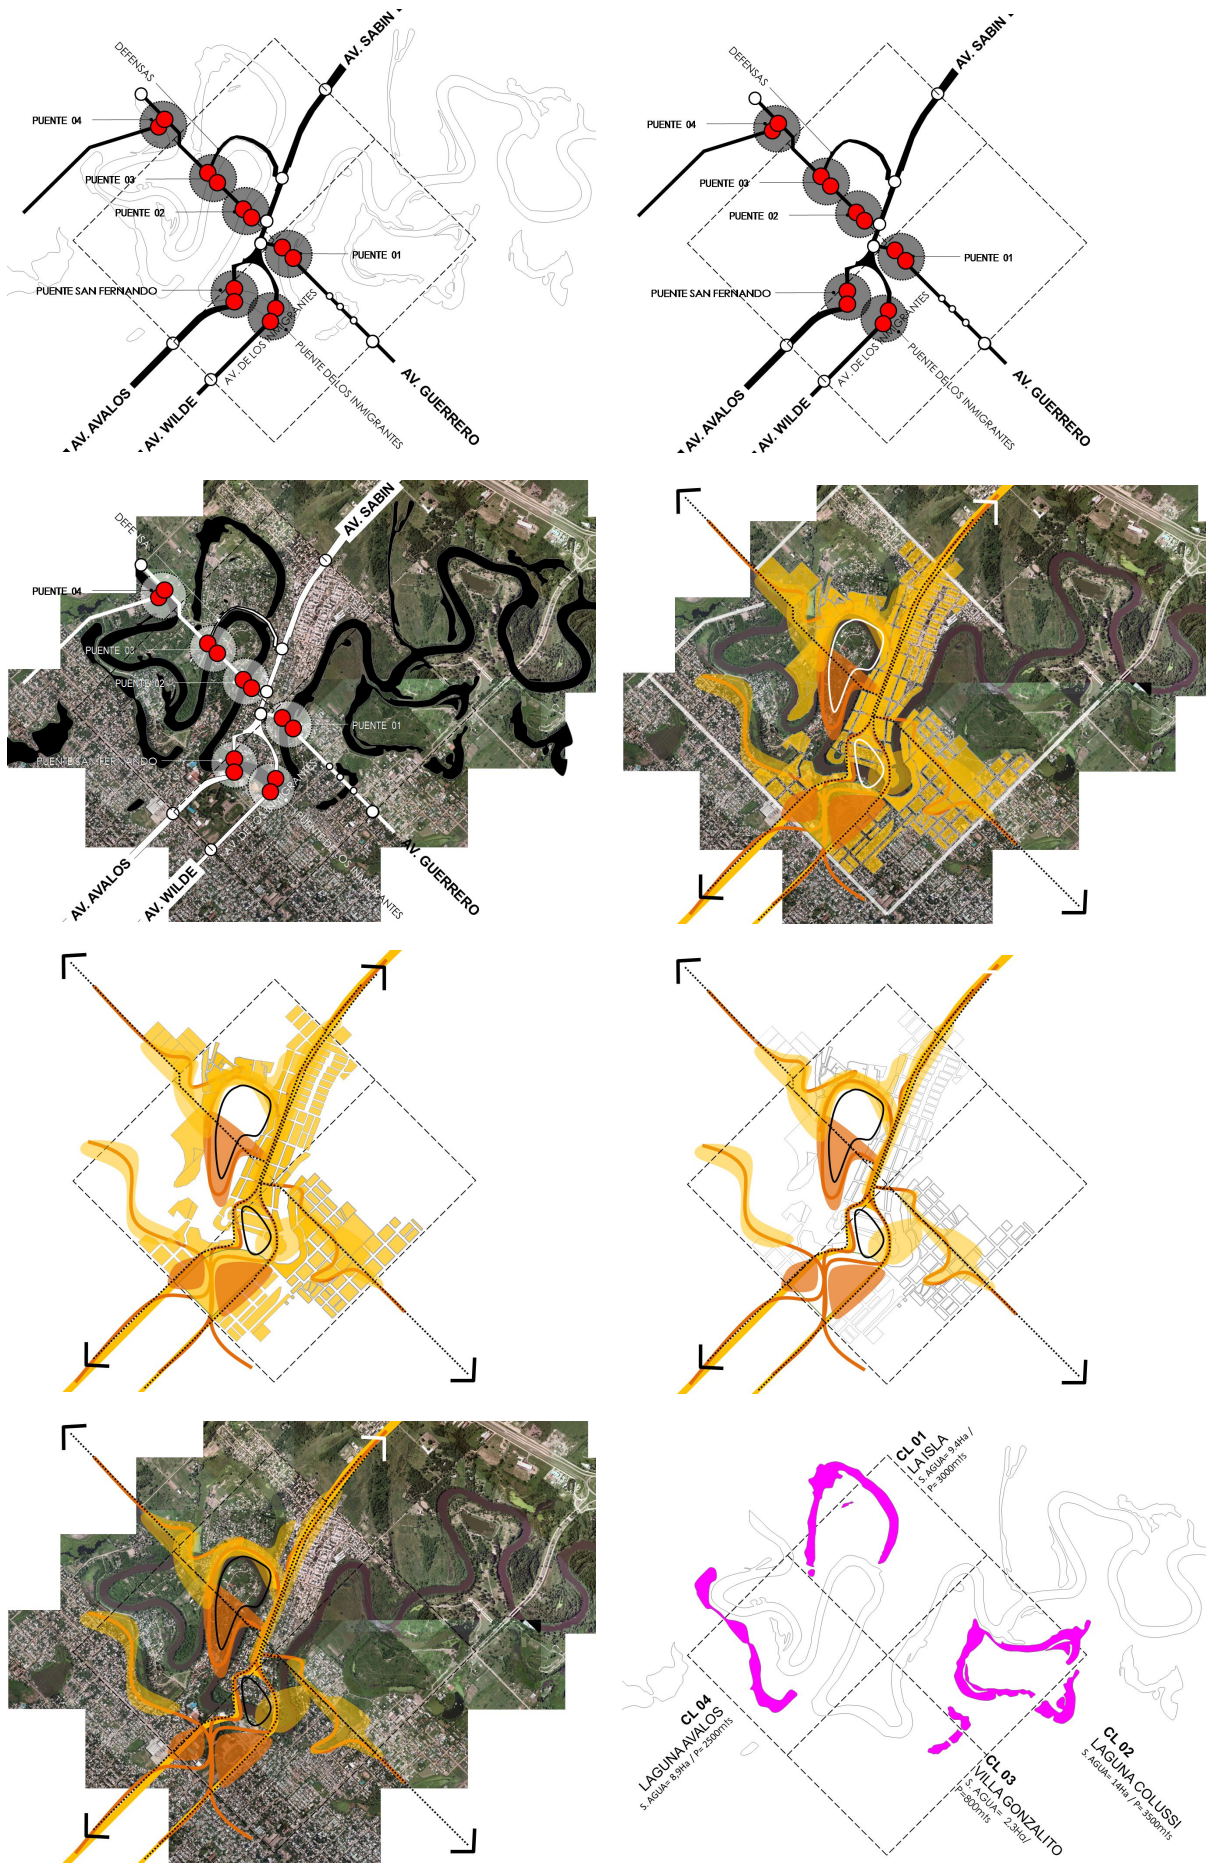 AV. SABIN
DEFENSAS
PUENTE 04
PUENTE 03
PUENTE 02
PUENTE 01
PUENTE SAN FERNANDO
AV. DE LOS INMIGRANTES
PUENTE DE LOS INMIGRANTES
AV. AVALOS
AV. WILDE
AV. GUERRERO
AV. SABIN
DEFENSAS
PUENTE 04
PUENTE 03
PUENTE 02
PUENTE 01
PUENTE SAN FERNANDO
AV. DE LOS INMIGRANTES
PUENTE DE LOS INMIGRANTES
AV. AVALOS
AV. WILDE
AV. GUERRERO
AV. SABIN
PUENTE 04
PUENTE 03
PUENTE 02
PUENTE 01
PUENTE SAN FERNANDO
AV. AVALOS
AV. WILDE
AV. GUERRERO
CL 01
LA ISLA
S. AGUA= 9.4Ha /
P= 3000mts
CL 04
LAGUNA AVALOS
S. AGUA= 8,9Ha / P= 2500mts
CL 03
VILLA GONZALITO
S. AGUA= 2,3Ha/
P=800mts
CL 02
LAGUNA COLUSSI
S. AGUA= 14Ha / P= 3500mts